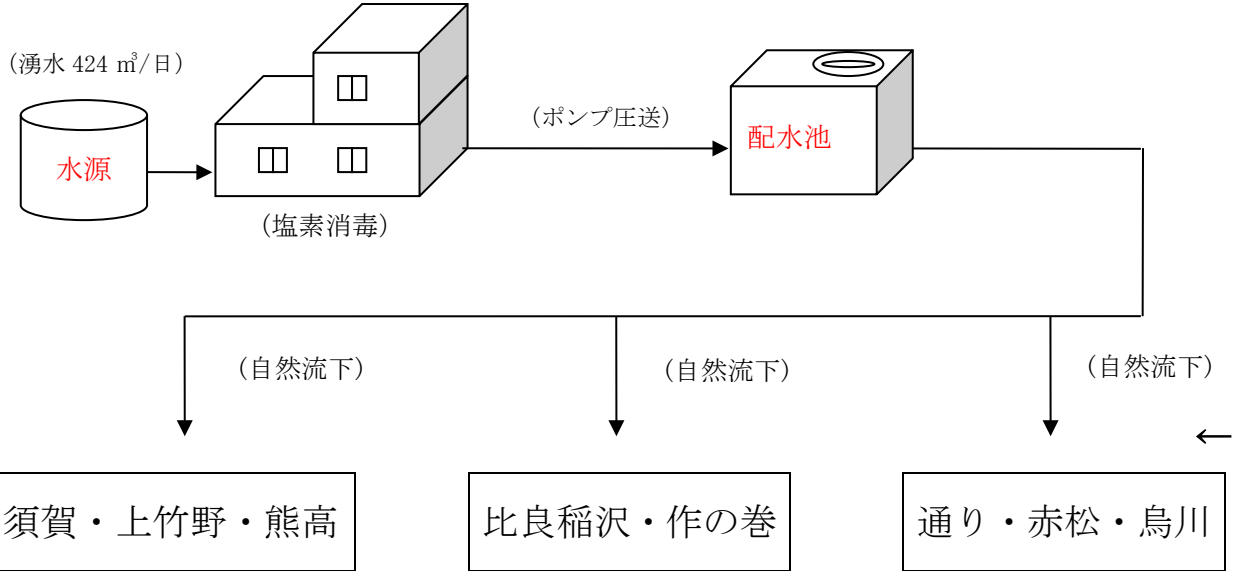 (湧水 424 ㎥/日)
水源
(塩素消毒)
(ポンプ圧送)
配水池
(自然流下)
(自然流下)
(自然流下)
←
須賀・上竹野・熊高
比良稲沢・作の巻
通り・赤松・烏川